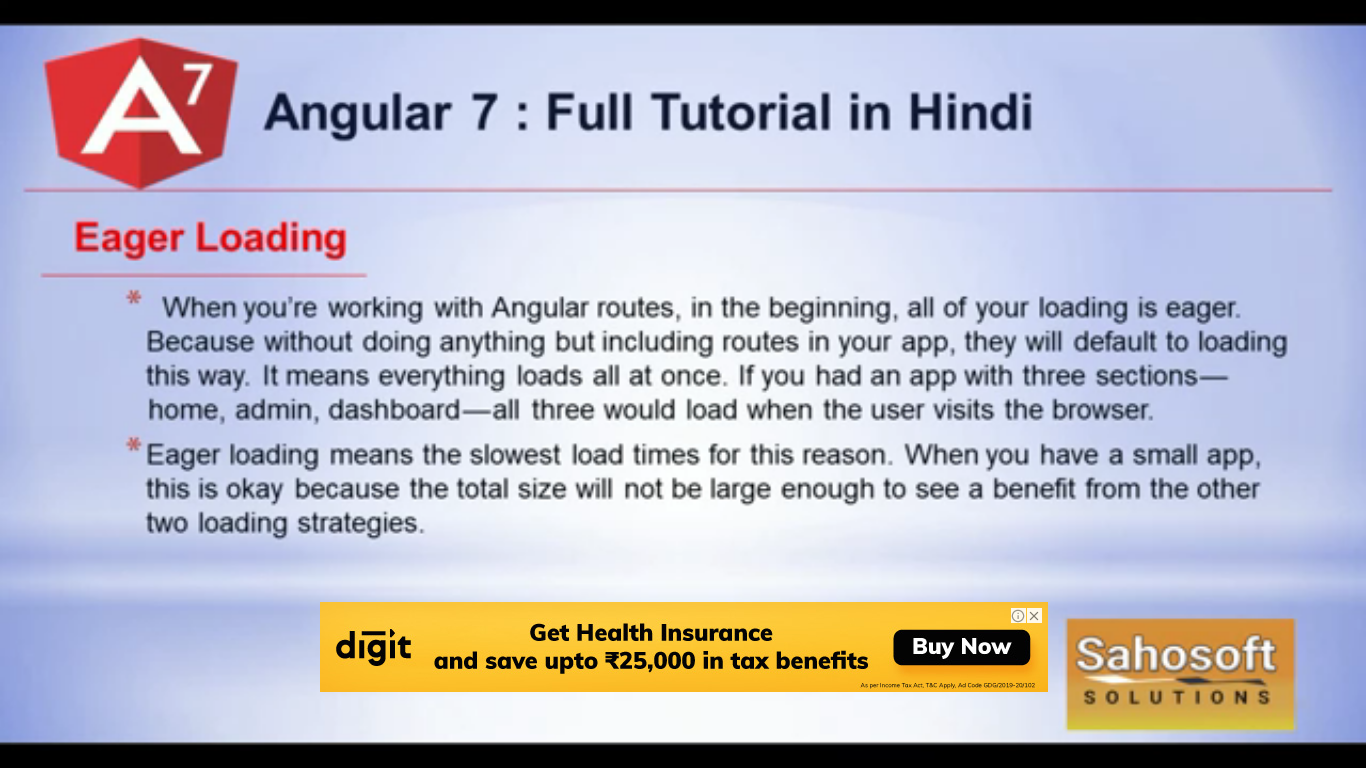 A7
Angular 7 : Full Tutorial in Hindi
Eager Loading
* When you're working with Angular routes, in the beginning, all of your loading is eager.
Because without doing anything but including routes in your app, they will default to loading
this way. It means everything loads all at once. If you had an app with three sections—
home, admin, dashboard—all three would load when the user visits the browser.
* Eager loading means the slowest load times for this reason. When you have a small app,
this is okay because the total size will not be large enough to see a benefit from the other
two loading strategies.
digit
Get Health Insurance
and save upto ₹25,000 in tax benefits
Buy Now
As per Income Tax Act, T&C Apply, Ad Code GDG/2019-20/102
Sahosoft
SOLUTIONS